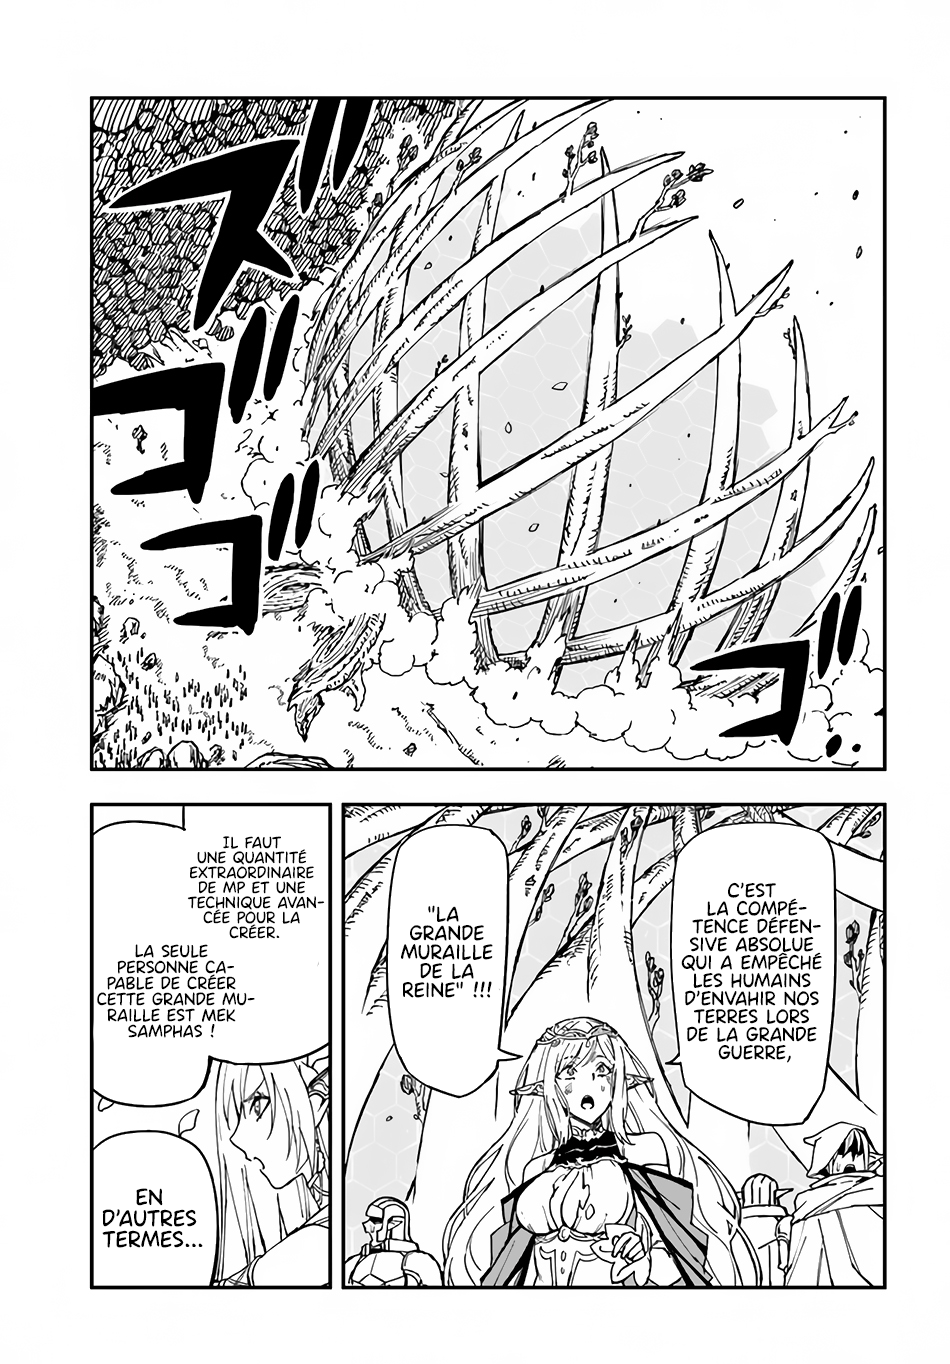 ズゴゴゴ
C'EST
LA COMPÉ-
TENCE DÉFEN-
SIVE ABSOLUE
QUI A EMPÊCHÉ
LES HUMAINS
D'ENVAHIR NOS
TERRES LORS
DE LA GRANDE
GUERRE,
"LA
GRANDE
MURAILLE
DE LA
REINE" !!!
IL FAUT
UNE QUANTITÉ
EXTRAORDINAIRE
DE MP ET UNE
TECHNIQUE AVAN-
CÉE POUR LA
CRÉER.
LA SEULE
PERSONNE CA-
PABLE DE CRÉER
CETTE GRANDE MU-
RAILLE EST MEK
SAMPHAS !
EN
D'AUTRES
TERMES...